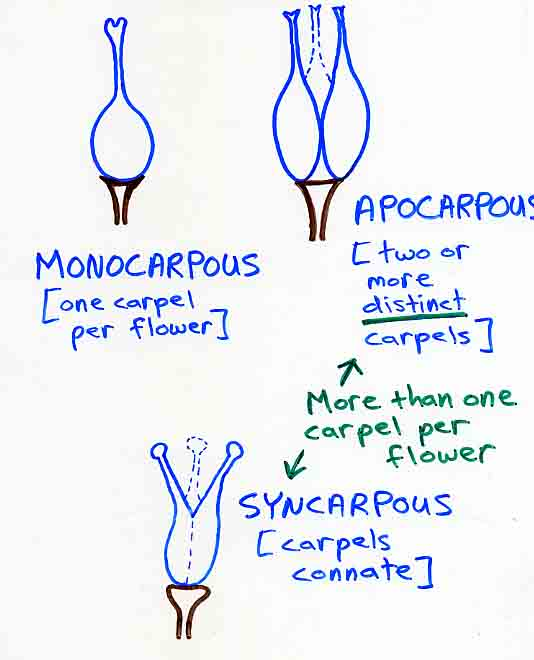 MONOCARPOUS
[one carpel
per flower]
APOCARPOUS
[two or
more
distinct
carpels]
More than one
carpel per
flower
SYNCARPOUS
[carpels
connate]